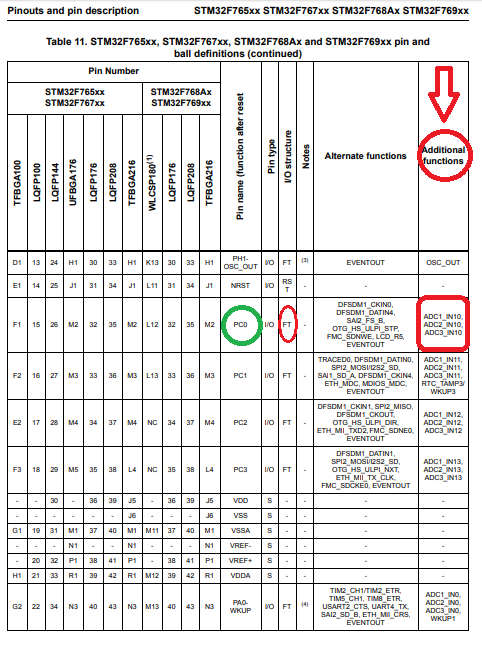 Pinouts and pin description STM32F765xx STM32F767xx STM32F768Ax STM32F769xx
Table 11. STM32F765xx, STM32F767xx, STM32F768Ax and STM32F769xx pin and
ball definitions (continued)
Pin Number
STM32F765xx
STM32F767xx
STM32F768Ax
STM32F769xx
TFBGA100
LQFP100
LQFP144
UFBGA176
LQFP176
LQFP208
TFBGA216
WLCSP180(1)
LQFP176
LQFP208
TFBGA216
Pin name (function after reset
Pin type
I/O structure
Notes
Alternate functions
Additional
functions
D1 13 24 H1 30 33 H1 K13 30 33 H1 PH1-
OSC_OUT I/O FT (3) EVENTOUT OSC_OUT
E1 14 25 J1 31 34 J1 L11 31 34 J1 NRST I/O RS
T - - -
F1 15 26 M2 32 35 M2 L12 32 35 M2 PC0 I/O FT -
DFSDM1_CKIN0,
DFSDM1_DATIN4,
SAI2_FS_B,
OTG_HS_ULPI_STP,
FMC_SDNWE, LCD_R5,
EVENTOUT
ADC1_IN10,
ADC2_IN10,
ADC3_IN10
F2 16 27 M3 33 36 M3 L13 33 36 M3 PC1 I/O FT -
TRACED0, DFSDM1_DATIN0,
SPI2_MOSI/I2S2_SD,
SAI1_SD_A, DFSDM1_CKIN4,
ETH_MDC, MDIOS_MDC,
EVENTOUT
ADC1_IN11,
ADC2_IN11,
ADC3_IN11,
RTC_TAMP3/
WKUP3
E2 17 28 M4 34 37 M4 NC 34 37 M4 PC2 I/O FT -
DFSDM1_CKIN1, SPI2_MISO,
DFSDM1_CKOUT,
OTG_HS_ULPI_DIR,
ETH_MII_TXD2, FMC_SDNE0,
EVENTOUT
ADC1_IN12,
ADC2_IN12,
ADC3_IN12
F3 18 29 M5 35 38 L4 NC 35 38 L4 PC3 I/O FT -
DFSDM1_DATIN1,
SPI2_MOSI/I2S2_SD,
OTG_HS_ULPI_NXT,
ETH_MII_TX_CLK,
FMC_SDCKE0, EVENTOUT
ADC1_IN13,
ADC2_IN13,
ADC3_IN13
- - 30 - 36 39 J5 - 36 39 J5 VDD S - - - -
- - - - - - J6 - - - J6 VSS S - - - -
G1 19 31 M1 37 40 M1 M11 37 40 M1 VSSA S - - - -
- - - N1 - - N1 - - - N1 VREF- S - - - -
- 20 32 P1 38 41 P1 - 38 41 P1 VREF+ S - - - -
H1 21 33 R1 39 42 R1 M12 39 42 R1 VDDA S - - - -
G2 22 34 N3 40 43 N3 M13 40 43 N3 PA0-
WKUP I/O FT (4)
TIM2_CH1/TIM2_ETR,
TIM5_CH1, TIM8_ETR,
USART2_CTS, UART4_TX,
SAI2_SD_B, ETH_MII_CRS,
EVENTOUT
ADC1_IN0,
ADC2_IN0,
ADC3_IN0,
WKUP1